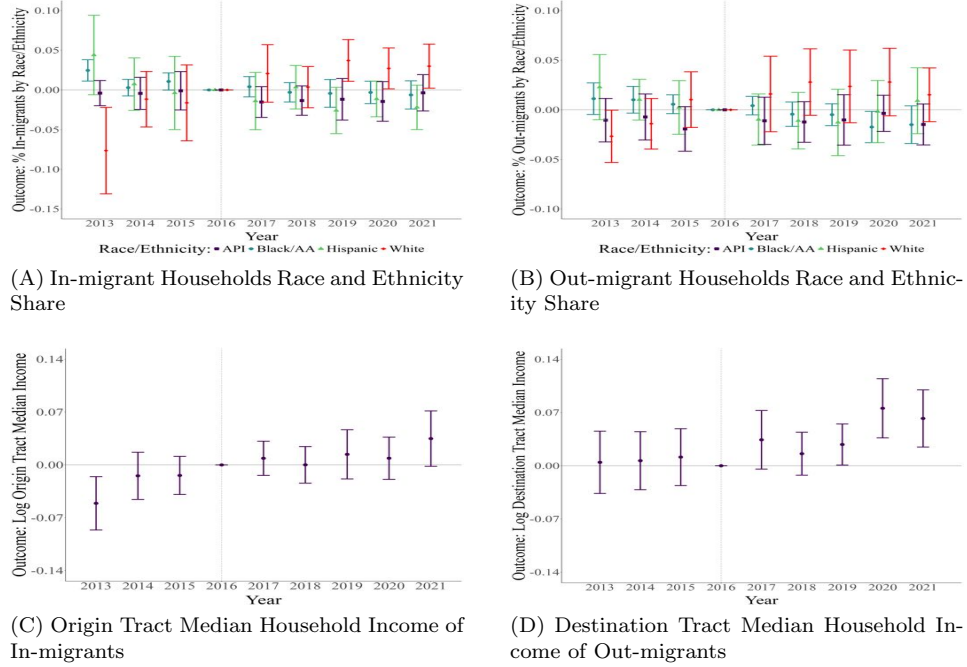 0.10
0.05
0.00
-0.05
-0.10
-0.15
Outcome: % In-migrants by Race/Ethnicity
2013 2014 2015 2016 2017 2018 2019 2020 2021
Year
Race/Ethnicity: API Black/AA Hispanic White
(A) In-migrant Households Race and Ethnicity
Share
0.10
0.05
0.00
-0.05
-0.10
Outcome: % Out-migrants by Race/Ethnicity
2013 2014 2015 2016 2017 2018 2019 2020 2021
Year
Race/Ethnicity: API Black/AA Hispanic White
(B) Out-migrant Households Race and Ethnic-
ity Share
0.14
0.07
0.00
-0.07
-0.14
Outcome: Log Origin Tract Median Income
2013 2014 2015 2016 2017 2018 2019 2020 2021
Year
(C) Origin Tract Median Household Income of
In-migrants
0.14
0.07
0.00
-0.07
-0.14
Outcome: Log Destination Tract Median Income
2013 2014 2015 2016 2017 2018 2019 2020 2021
Year
(D) Destination Tract Median Household In-
come of Out-migrants